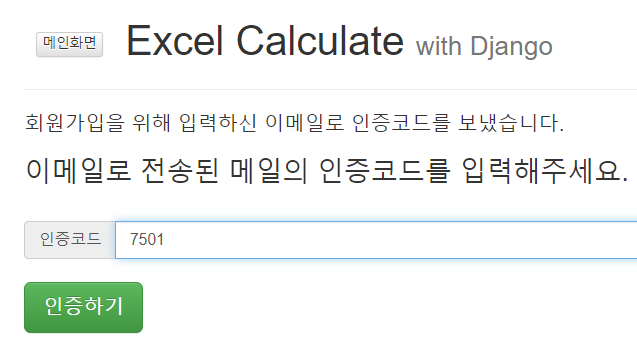 메인화면 Excel Calculate with Django
회원가입을 위해 입력하신 이메일로 인증코드를 보냈습니다.
이메일로 전송된 메일의 인증코드를 입력해주세요.
인증코드 7501
인증하기